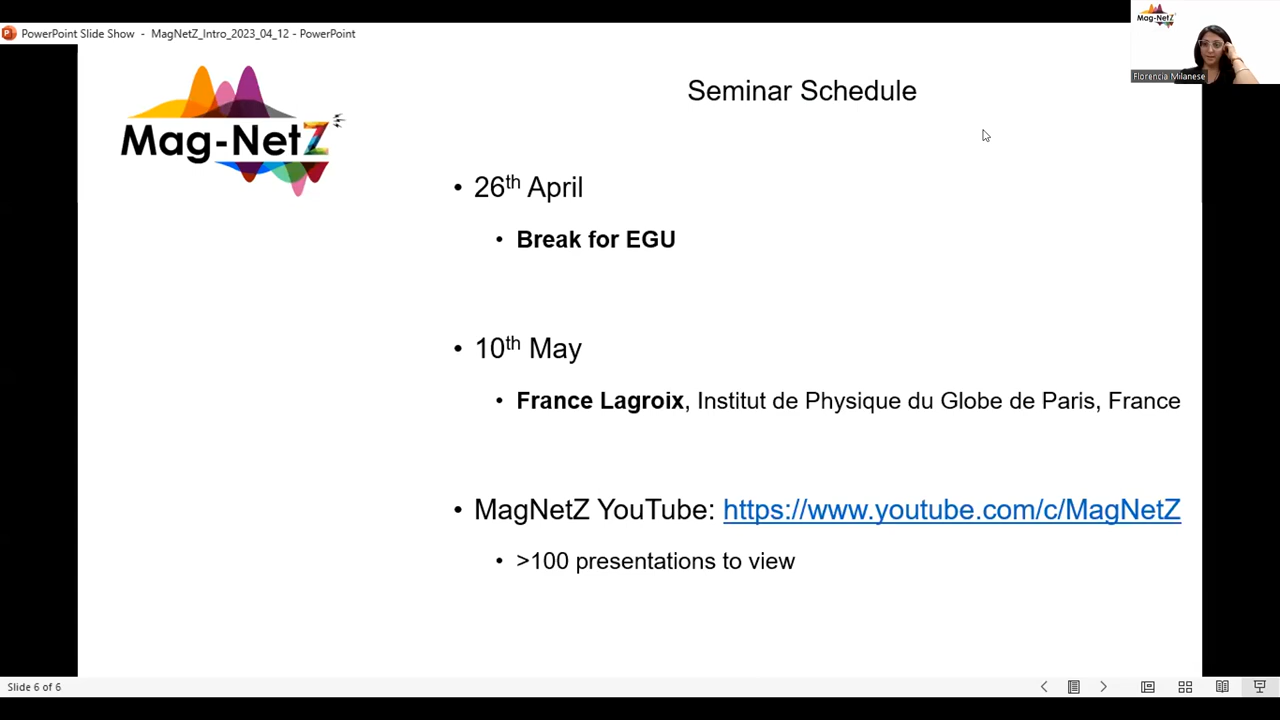 PowerPoint Slide Show - MagNetZ_Intro_2023_04_12 - PowerPoint
Mag-NetZ
Florencia Milanese
Mag-NetZ
Seminar Schedule
• 26th April
• Break for EGU
• 10th May
• France Lagroix, Institut de Physique du Globe de Paris, France
• MagNetZ YouTube: https://www.youtube.com/c/MagNetZ
• >100 presentations to view
Slide 6 of 6